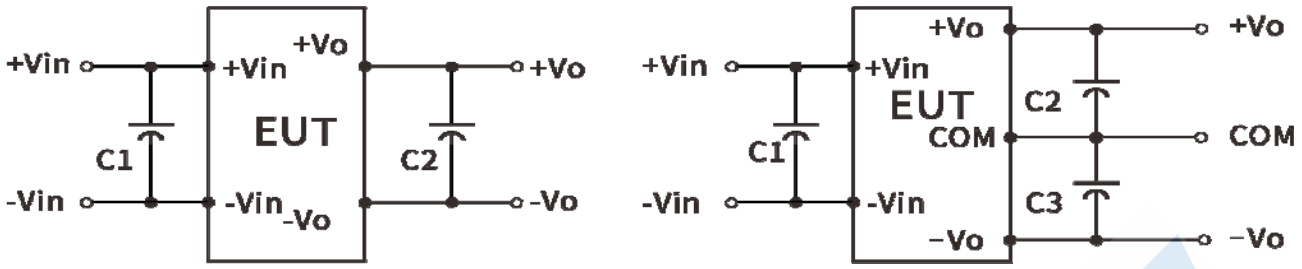 +Vo +Vo
+Vo
+Vin +Vin +Vo +Vin +Vin
C2
EUT EUT
C1 C2 C1 COM COM
-Vin -Vin -Vo -Vin -Vin C3
-Vo
-Vo -Vo